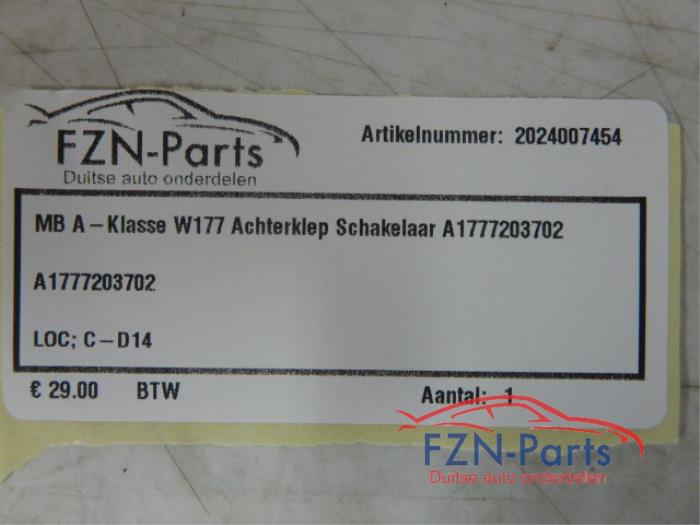 FZN-Parts
Duitse auto onderdelen
Artikelnummer: 2024007454
MB A-Klasse W177 Achterklep Schakelaar A1777203702
A1777203702
LOC; C-D14
€ 29.00 BTW Aantal: 1
FZN-Parts
Duitse auto onderdelen